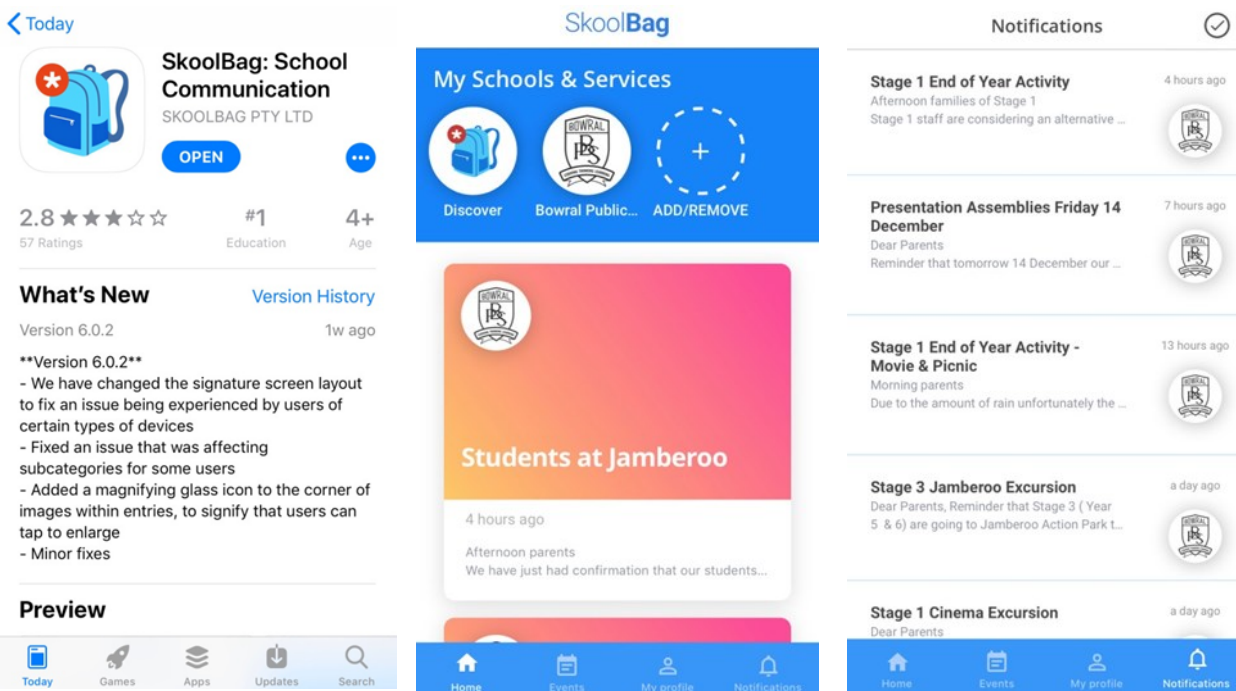 Today
SkoolBag: School
Communication
SKOOLBAG PTY LTD
OPEN
2.8
57 Ratings
#1
Education
4+
Age
What's New
Version History
Version 6.0.2
1w ago
**Version 6.0.2**
- We have changed the signature screen layout
to fix an issue being experienced by users of
certain types of devices
- Fixed an issue that was affecting
subcategories for some users
- Added a magnifying glass icon to the corner of
images within entries, to signify that users can
tap to enlarge
- Minor fixes
Preview
Today
Games
Apps
Updates
Search
SkoolBag
My Schools & Services
BOWRAL
Discover
Bowral Public...
ADD/REMOVE
BOWRAL
Students at Jamberoo
4 hours ago
Afternoon parents
We have just had confirmation that our students...
Home
Events
My profile
Notifications
Notifications
Stage 1 End of Year Activity
4 hours ago
Afternoon families of Stage 1
Stage 1 staff are considering an alternative ...
Presentation Assemblies Friday 14
December
7 hours ago
Dear Parents
Reminder that tomorrow 14 December our ...
Stage 1 End of Year Activity -
Movie & Picnic
13 hours ago
Morning parents
Due to the amount of rain unfortunately the ...
Stage 3 Jamberoo Excursion
a day ago
Dear Parents, Reminder that Stage 3 ( Year
5 & 6) are going to Jamberoo Action Park t...
Stage 1 Cinema Excursion
a day ago
Dear Parents
Home
Events
My profile
Notifications